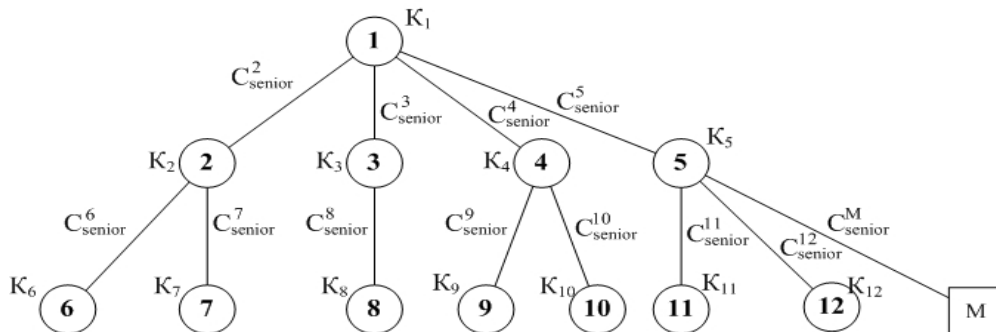 K₁
1
C²senior
C³senior
C⁴senior
C⁵senior
K₂ 2 K₃ 3 K₄ 4 5 K₅
C⁶senior C⁷senior C⁸senior C⁹senior C¹⁰senior C¹¹senior C¹²senior CᴹSenior
K₆ 6 K₇ 7 K₈ 8 K₉ 9 K₁₀ 10 11 K₁₁ 12 K₁₂ M